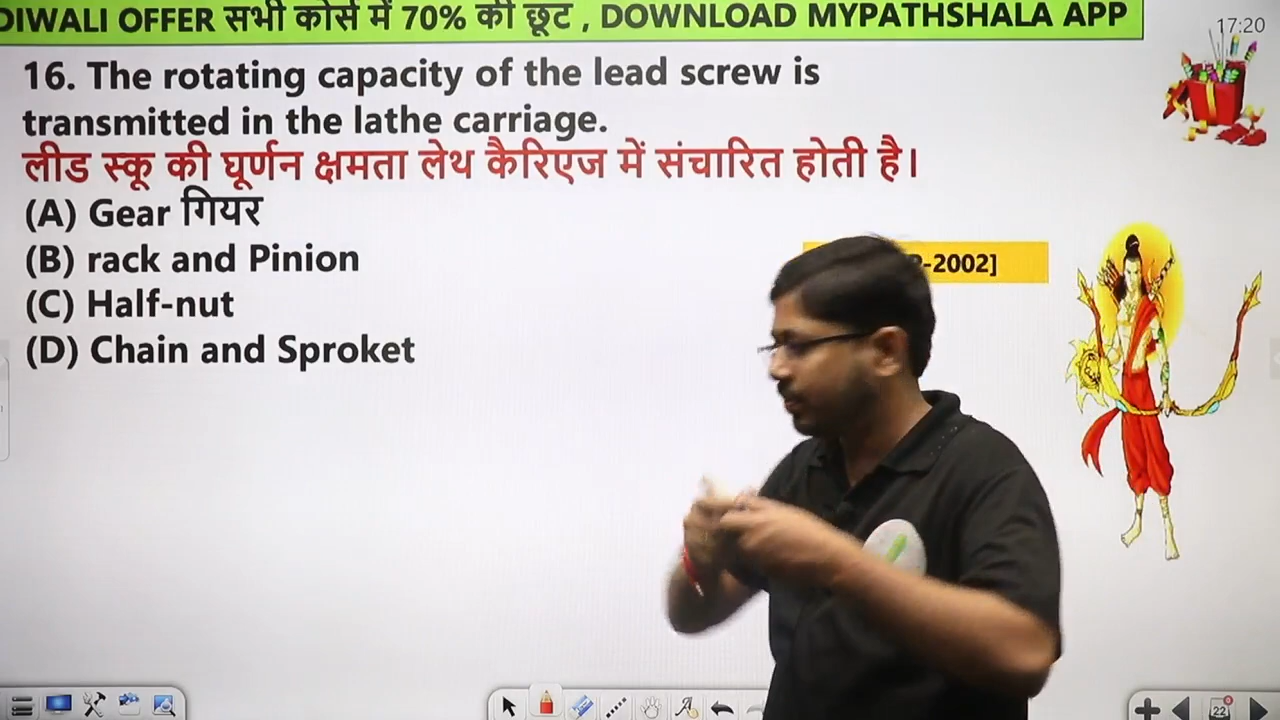 DIWALI OFFER सभी कोर्स में 70% की छूट , DOWNLOAD MYPATHSHALA APP
17:20
16. The rotating capacity of the lead screw is
transmitted in the lathe carriage.
लीड स्क्रू की घूर्णन क्षमता लेथ कैरिएज में संचारित होती है।
(A) Gear गियर
(B) rack and Pinion
-2002]
(C) Half-nut
(D) Chain and Sproket
22